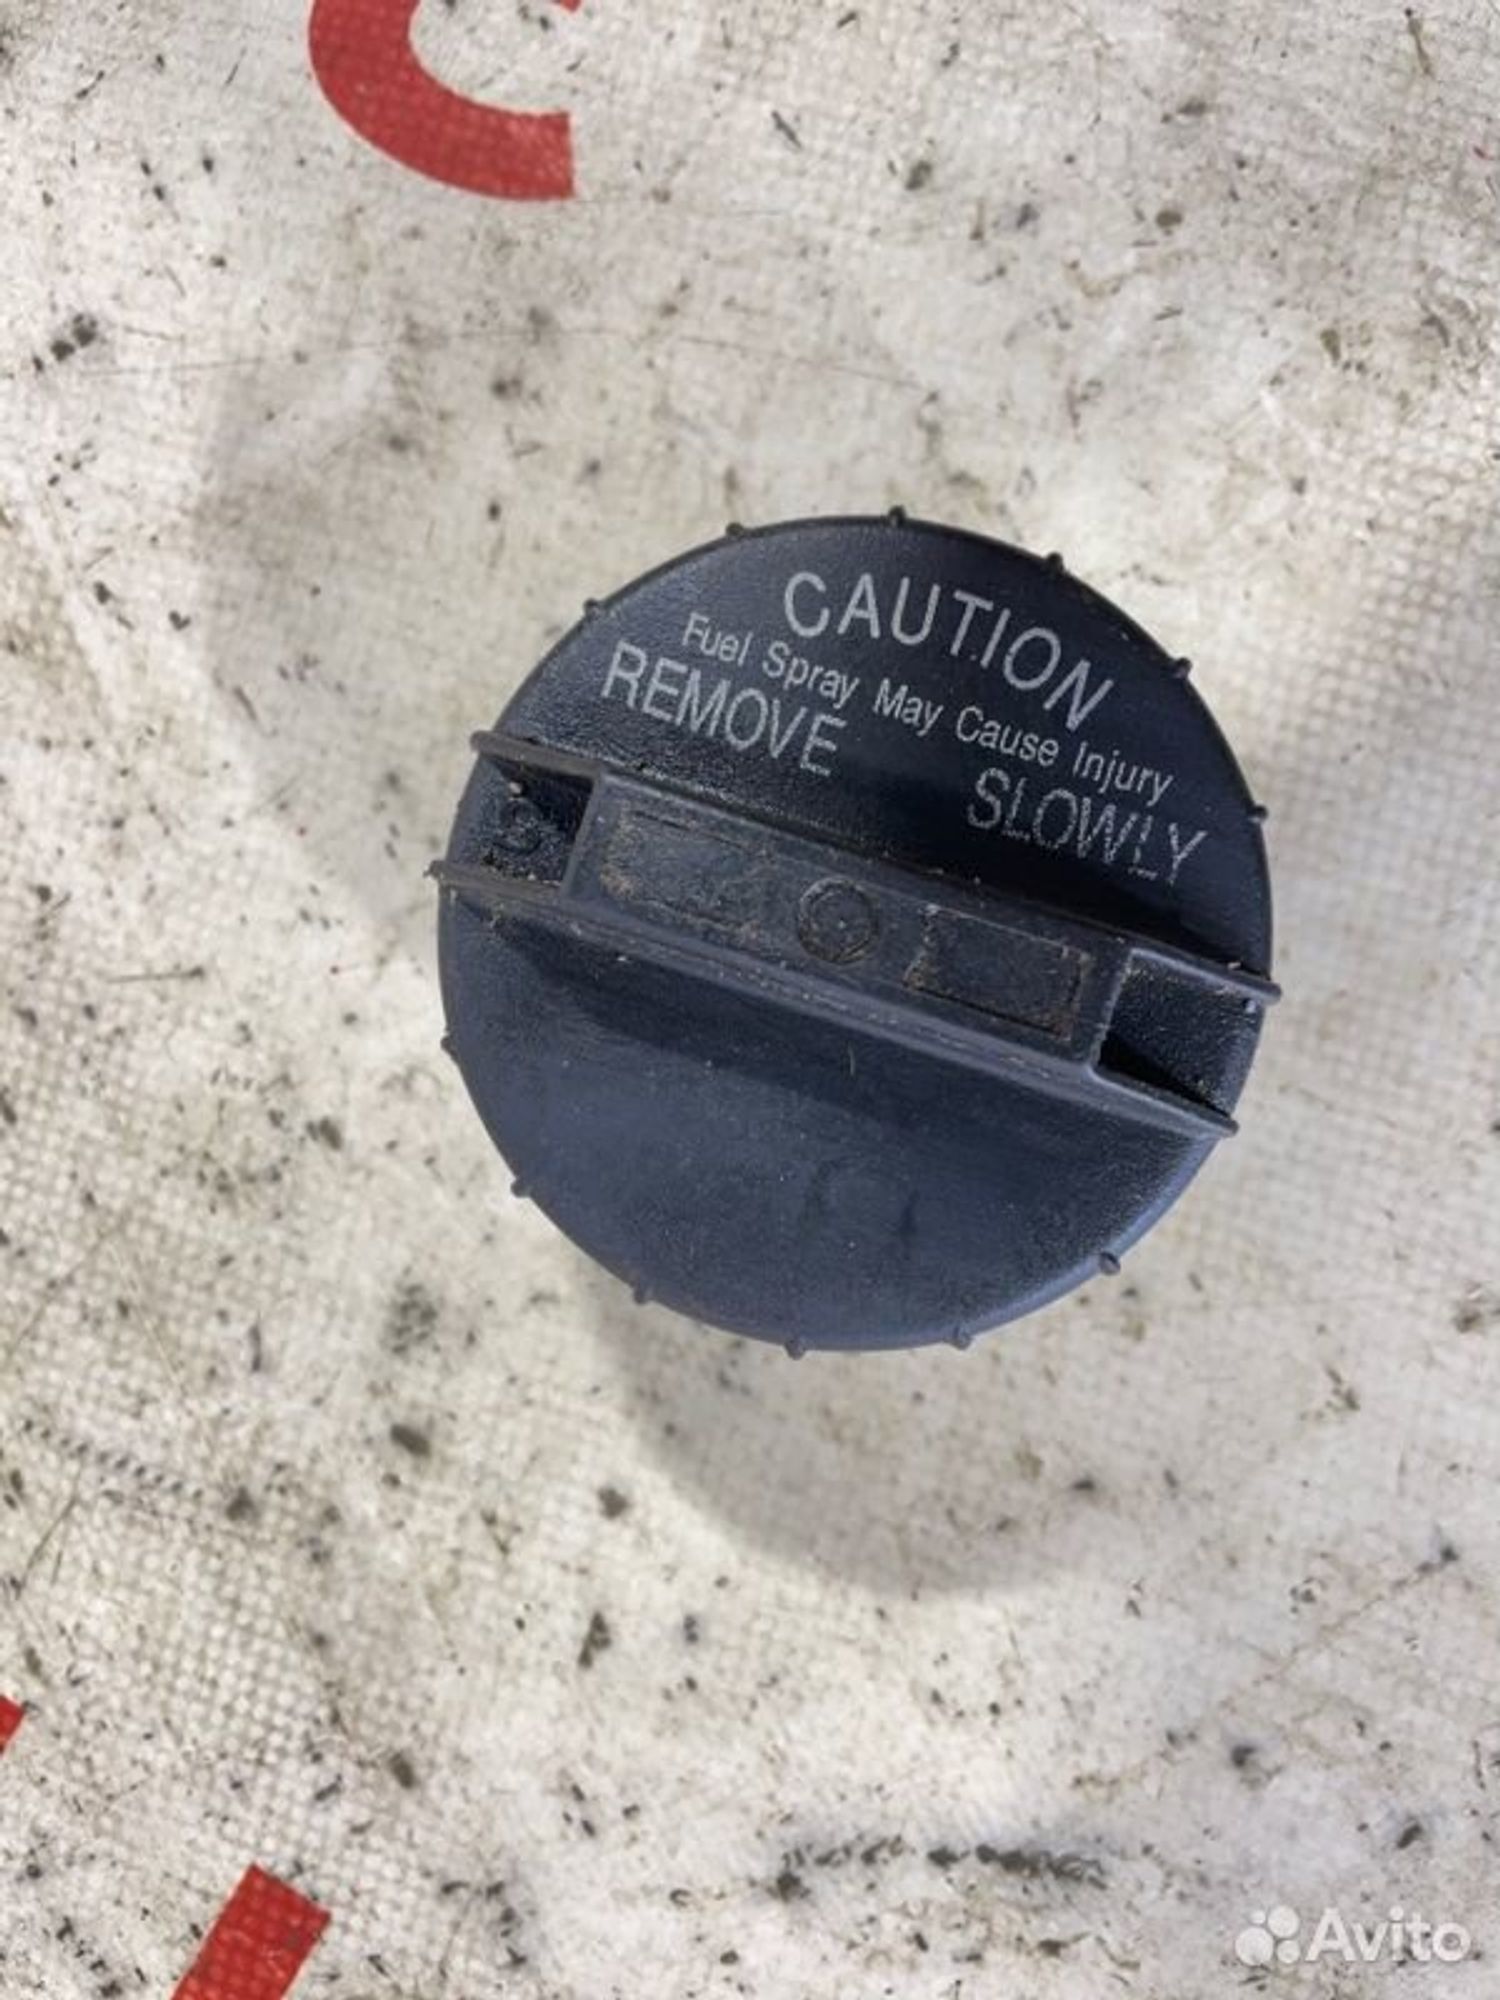 CAUTION
Fuel Spray May Cause Injury
REMOVE SLOWLY
Avito